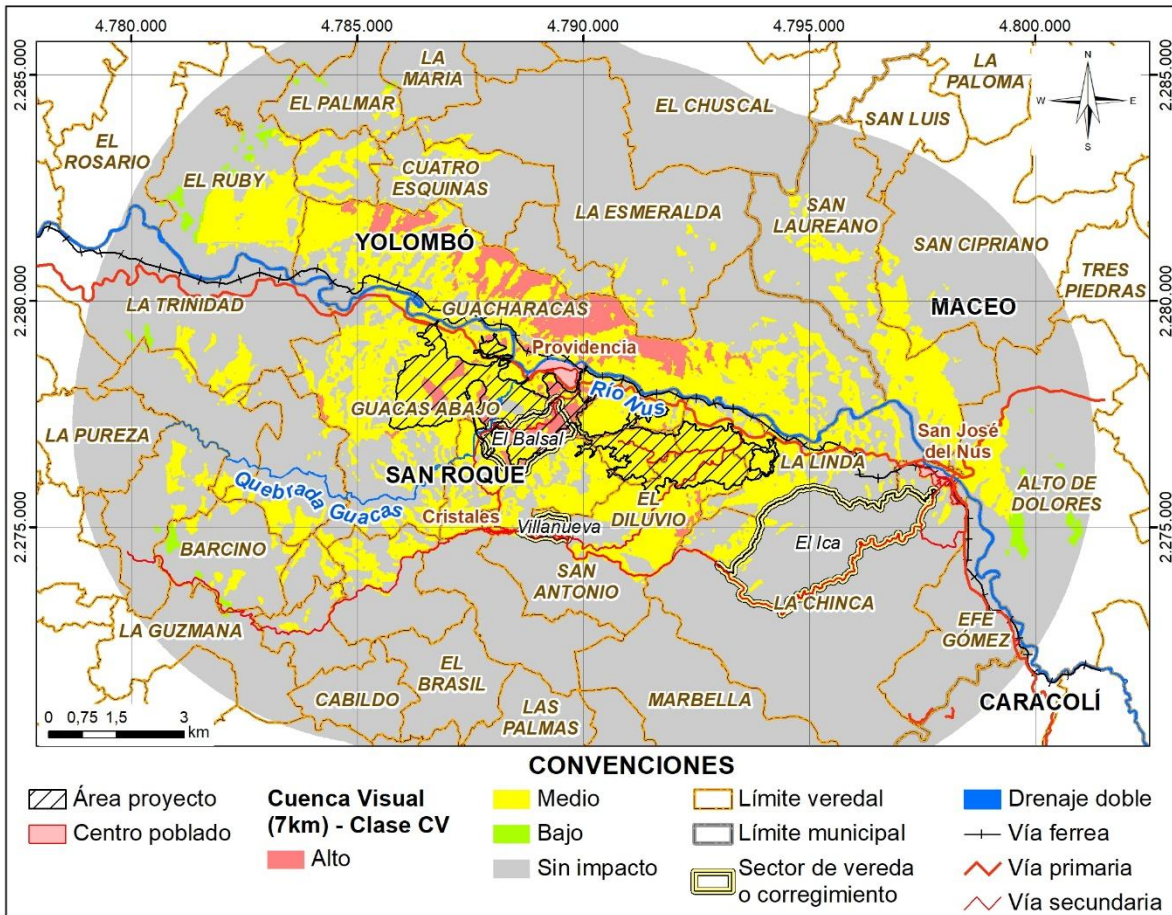 4.780.000 4.785.000 4.790.000 4.795.000 4.800.000
2.285.000 2.285.000
LA
MARIA
LA
PALOMA
N
W E
S
EL PALMAR
EL CHUSCAL
SAN LUIS
EL
ROSARIO
CUATRO
ESQUINAS
EL RUBY
LA ESMERALDA
SAN
LAUREANO
SAN CIPRIANO
YOLOMBÓ
TRES
PIEDRAS
2.280.000 2.280.000
LA TRINIDAD
GUACHARACAS
MACEO
Providencia
Río Nus
GUACAS ABAJO
San José
del Nus
LA PUREZA
El Balsal
LA LINDA
SAN ROQUE
Quebrada Guacas
EL
DILUVIO
ALTO DE
DOLORES
Cristales
Villanueva
2.275.000 2.275.000
BARCINO
El Ica
SAN
ANTONIO
LA CHINCA
LA GUZMANA
EFE
GÓMEZ
EL
BRASIL
CABILDO
LAS
PALMAS
MARBELLA
CARACOLÍ
0 0,75 1,5 3
km
CONVENCIONES
Área proyecto
Centro poblado
Cuenca Visual
(7km) - Clase CV
Alto
Medio
Bajo
Sin impacto
Límite veredal
Límite municipal
Sector de vereda
o corregimiento
Drenaje doble
Vía ferrea
Vía primaria
Vía secundaria